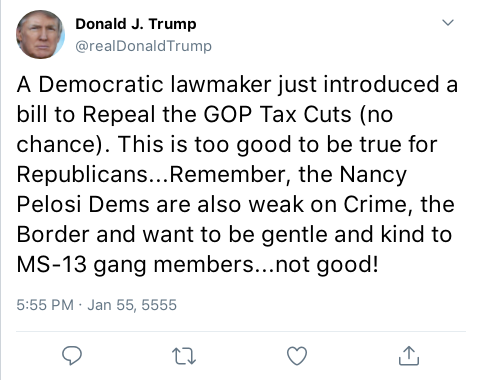 Donald J. Trump
@realDonaldTrump
A Democratic lawmaker just introduced a
bill to Repeal the GOP Tax Cuts (no
chance). This is too good to be true for
Republicans...Remember, the Nancy
Pelosi Dems are also weak on Crime, the
Border and want to be gentle and kind to
MS-13 gang members...not good!
5:55 PM · Jan 55, 5555